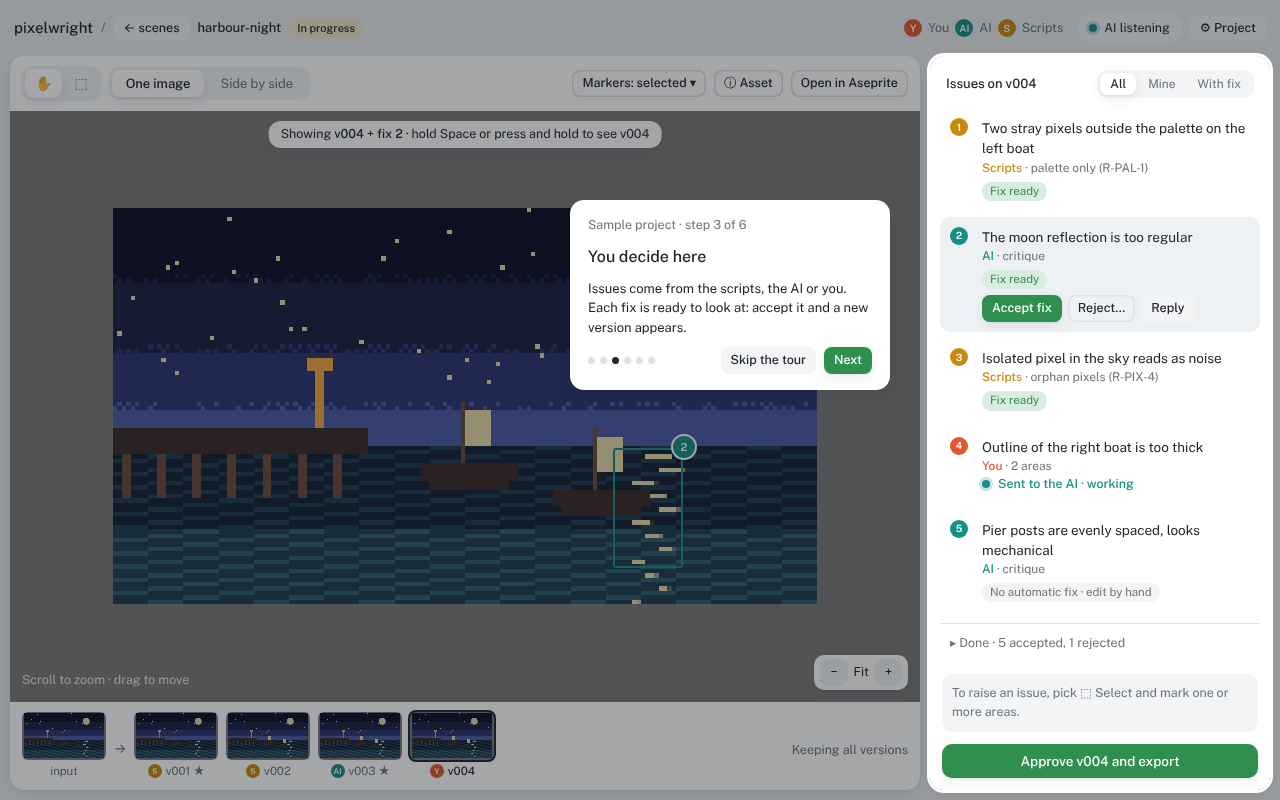 pixelwright / ← scenes harbour-night In progress
Y You AI AI S Scripts AI listening ⚙ Project
One image Side by side
Markers: selected ▾ ⓘ Asset Open in Aseprite
Showing v004 + fix 2 · hold Space or press and hold to see v004
Sample project · step 3 of 6
You decide here
Issues come from the scripts, the AI or you.
Each fix is ready to look at: accept it and a new
version appears.
Skip the tour Next
2
Scroll to zoom · drag to move
− Fit +
input → S v001 ★ S v002 AI v003 ★ Y v004
Keeping all versions
Issues on v004 All Mine With fix
1 Two stray pixels outside the palette on the
left boat
Scripts · palette only (R-PAL-1)
Fix ready
2 The moon reflection is too regular
AI · critique
Fix ready
Accept fix Reject... Reply
3 Isolated pixel in the sky reads as noise
Scripts · orphan pixels (R-PIX-4)
Fix ready
4 Outline of the right boat is too thick
You · 2 areas
Sent to the AI · working
5 Pier posts are evenly spaced, looks
mechanical
AI · critique
No automatic fix · edit by hand
▸ Done · 5 accepted, 1 rejected
To raise an issue, pick ⬚ Select and mark one or
more areas.
Approve v004 and export